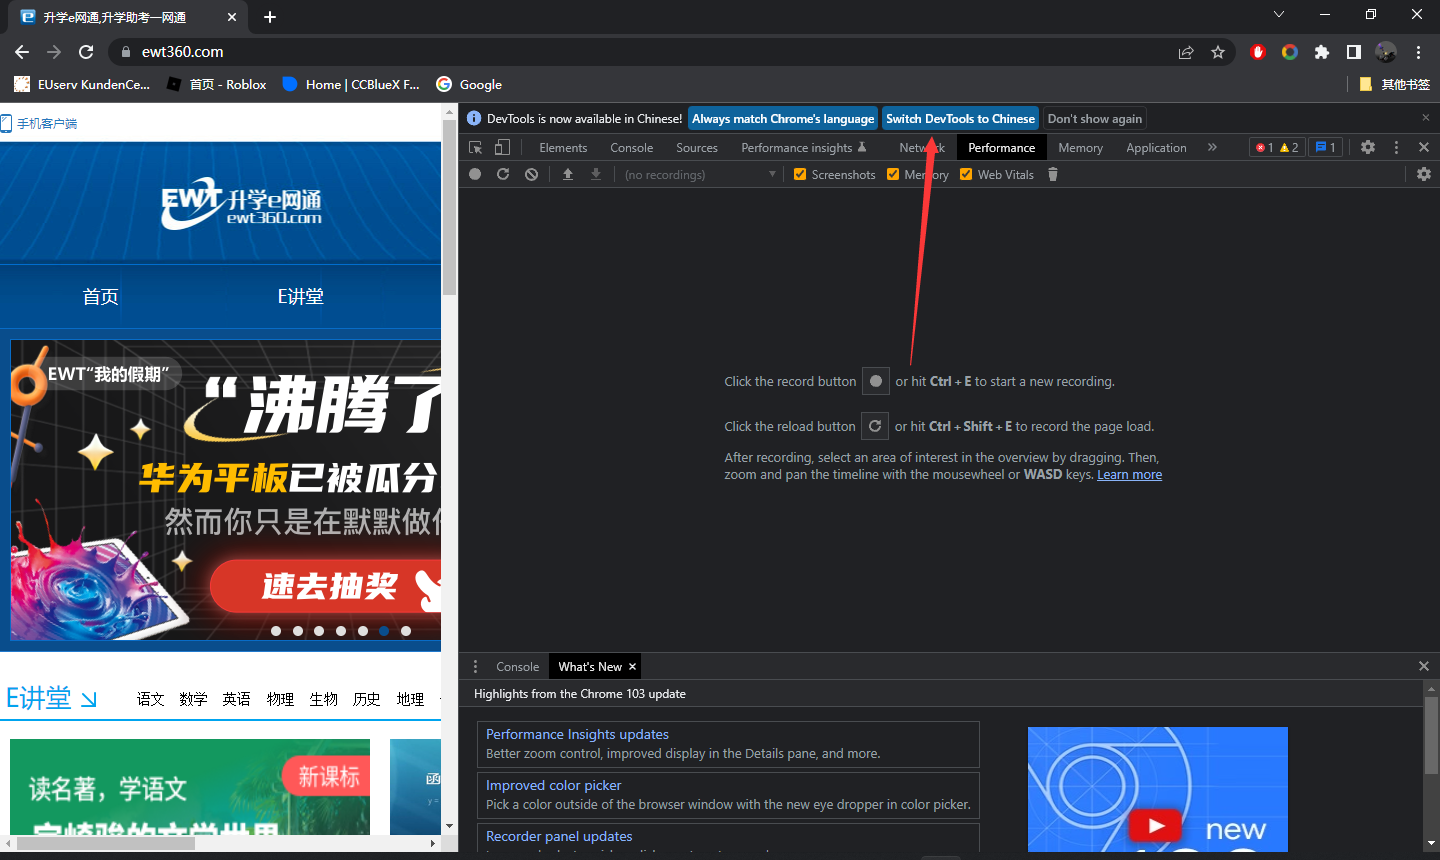 升学e网通,升学助考一网通
ewt360.com
EUserv KundenCe...
首页 - Roblox
Home | CCBlueX F...
Google
其他书签
手机客户端
EWT 升学e网通
ewt360.com
首页
E讲堂
EWT“我的假期”
“沸腾了
华为平板已被瓜分
然而你只是在默默做
速去抽奖
E讲堂
语文 数学 英语 物理 生物 历史 地理
读名著，学语文
新课标
DevTools is now available in Chinese! Always match Chrome's language Switch DevTools to Chinese Don't show again
Elements Console Sources Performance insights Network Performance Memory Application 1 2 1
(no recordings) Screenshots Memory Web Vitals
Click the record button or hit Ctrl + E to start a new recording.
Click the reload button or hit Ctrl + Shift + E to record the page load.
After recording, select an area of interest in the overview by dragging. Then,
zoom and pan the timeline with the mousewheel or WASD keys. Learn more
Console What's New
Highlights from the Chrome 103 update
Performance Insights updates
Better zoom control, improved display in the Details pane, and more.
Improved color picker
Pick a color outside of the browser window with the new eye dropper in color picker.
Recorder panel updates
new